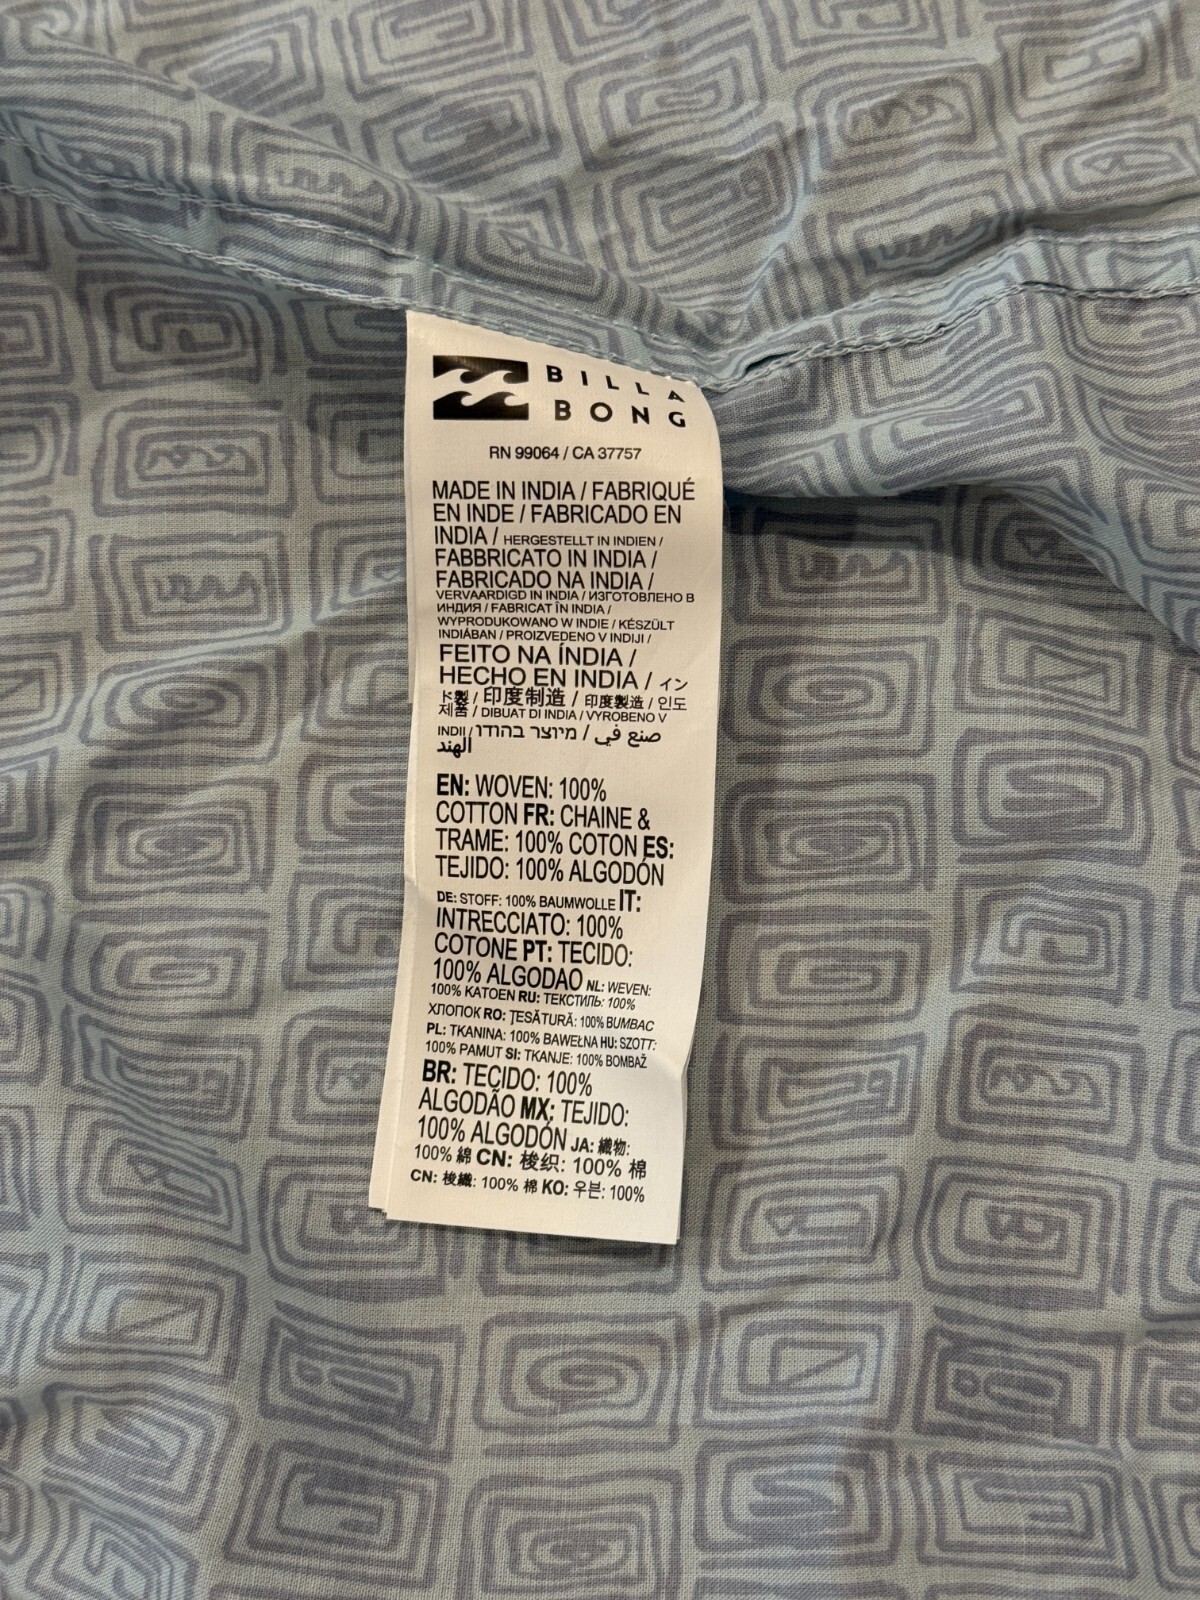 BILLA
BONG
RN 99064 / CA 37757
MADE IN INDIA / FABRIQUÉ
EN INDE / FABRICADO EN
INDIA / HERGESTELLT IN INDIEN /
FABBRICATO IN INDIA /
FABRICADO NA INDIA /
VERVAARDIGD IN INDIA / ИЗГОТОВЛЕНО В
ИНДИЯ / FABRICAT ÎN INDIA /
WYPRODUKOWANO W INDIE / KÉSZÜLT
INDIÁBAN / PROIZVEDENO V INDIJI /
FEITO NA ÍNDIA /
HECHO EN INDIA / イン
ド製 / 印度制造 / 印度製造 / 인도
제품 / DIBUAT DI INDIA / VYROBENO V
INDII / מיוצר בהודו / صنع في
الهند
EN: WOVEN: 100%
COTTON FR: CHAINE &
TRAME: 100% COTON ES:
TEJIDO: 100% ALGODÓN
DE: STOFF: 100% BAUMWOLLE IT:
INTRECCIATO: 100%
COTONE PT: TECIDO:
100% ALGODAO NL: WEVEN:
100% KATOEN RU: ТЕКСТИЛЬ: 100%
ХЛОПОК RO: ȚESĂTURĂ: 100% BUMBAC
PL: TKANINA: 100% BAWEŁNA HU: SZOTT:
100% PAMUT SI: TKANJE: 100% BOMBAŽ
BR: TECIDO: 100%
ALGODÃO MX: TEJIDO:
100% ALGODÓN JA: 織物:
100% 綿 CN: 梭织: 100% 棉
CN: 梭織: 100% 棉 KO: 우븐: 100%